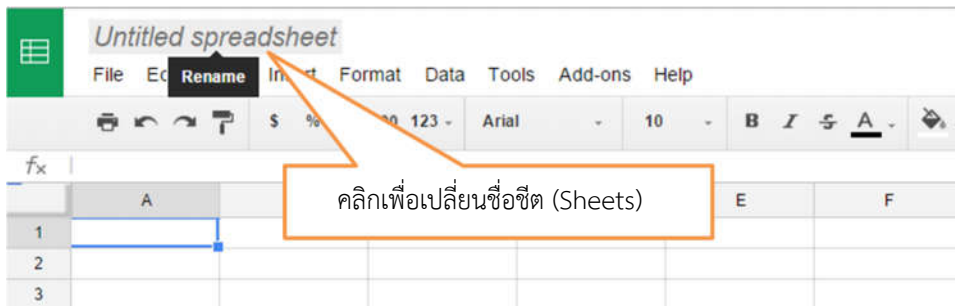 Untitled spreadsheet
File Rename Format Data Tools Add-ons Help
$ % 123 Arial 10 B I S A
fx
คลิกเพื่อเปลี่ยนชื่อชีต (Sheets)
A E F
1
2
3